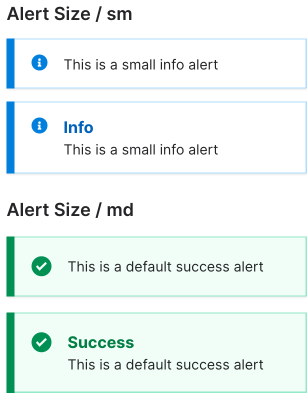 Alert Size / sm
This is a small info alert
Info
This is a small info alert
Alert Size / md
This is a default success alert
Success
This is a default success alert